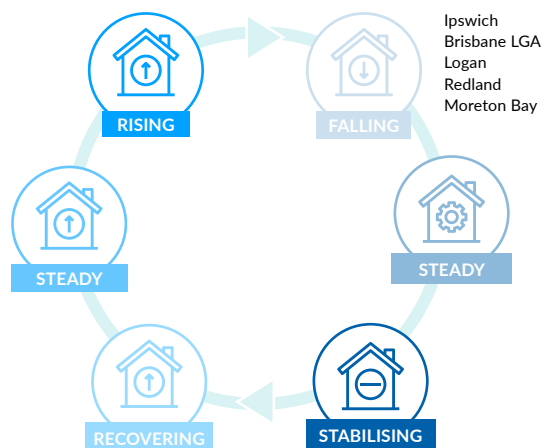 RISING
FALLING
Ipswich
Brisbane LGA
Logan
Redland
Moreton Bay
STEADY
STEADY
RECOVERING
STABILISING